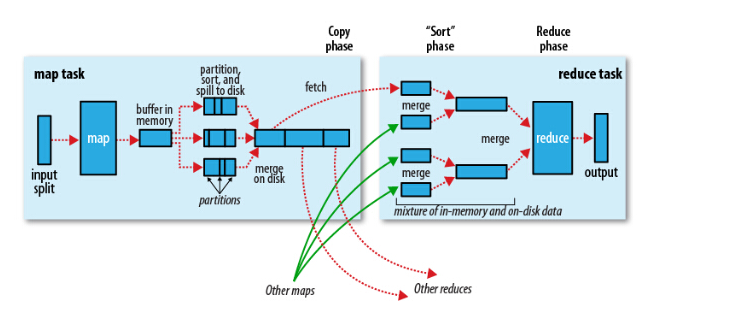 Copy
phase
“Sort”
phase
Reduce
phase
map task
partition,
sort, and
spill to disk
fetch
reduce task
buffer in
memory
map
merge
merge
reduce
input
split
merge
on disk
merge
output
partitions
mixture of in-memory and on-disk data
Other maps
Other reduces